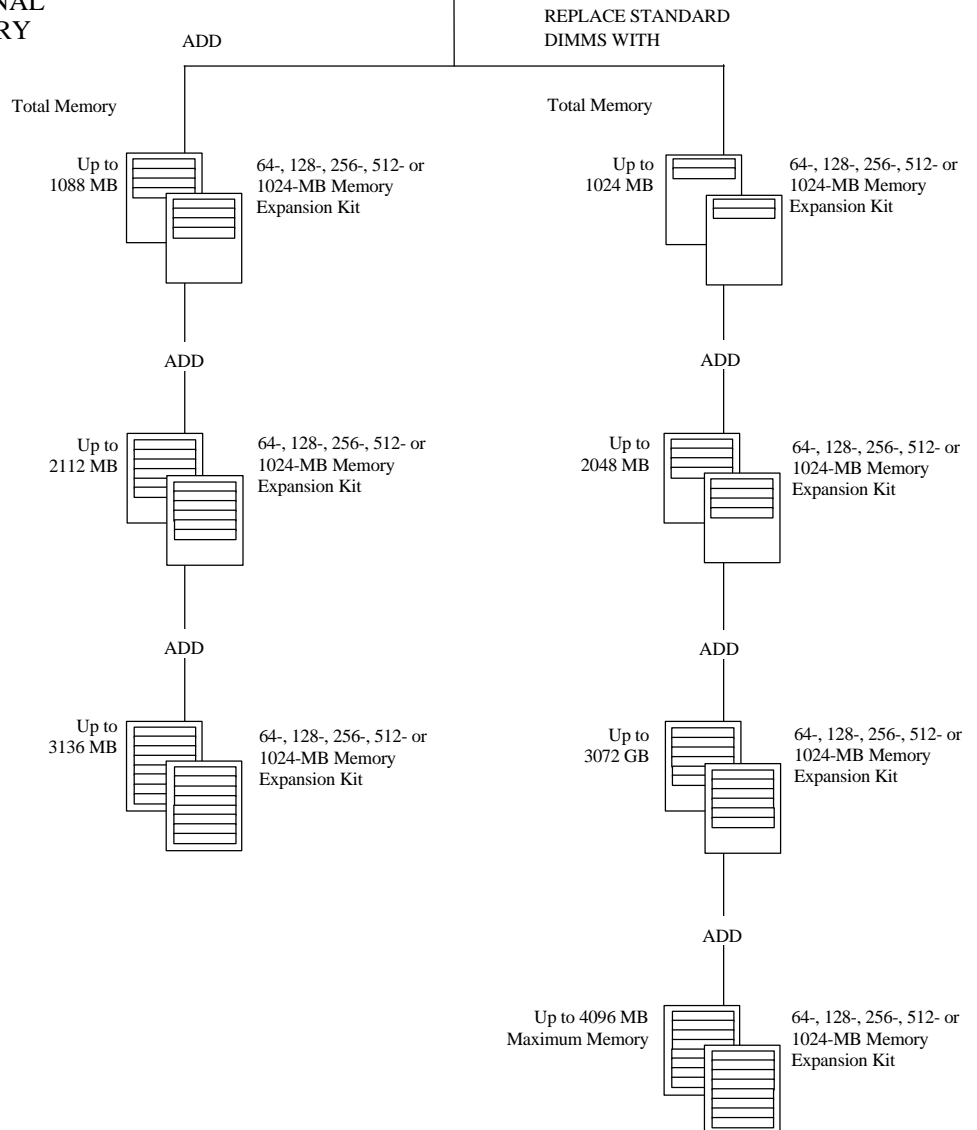 NAL
RY
ADD
REPLACE STANDARD
DIMMS WITH
Total Memory
Up to
1088 MB
64-, 128-, 256-, 512- or
1024-MB Memory
Expansion Kit
ADD
Up to
2112 MB
64-, 128-, 256-, 512- or
1024-MB Memory
Expansion Kit
ADD
Up to
3136 MB
64-, 128-, 256-, 512- or
1024-MB Memory
Expansion Kit
Total Memory
Up to
1024 MB
64-, 128-, 256-, 512- or
1024-MB Memory
Expansion Kit
ADD
Up to
2048 MB
64-, 128-, 256-, 512- or
1024-MB Memory
Expansion Kit
ADD
Up to
3072 GB
64-, 128-, 256-, 512- or
1024-MB Memory
Expansion Kit
ADD
Up to 4096 MB
Maximum Memory
64-, 128-, 256-, 512- or
1024-MB Memory
Expansion Kit